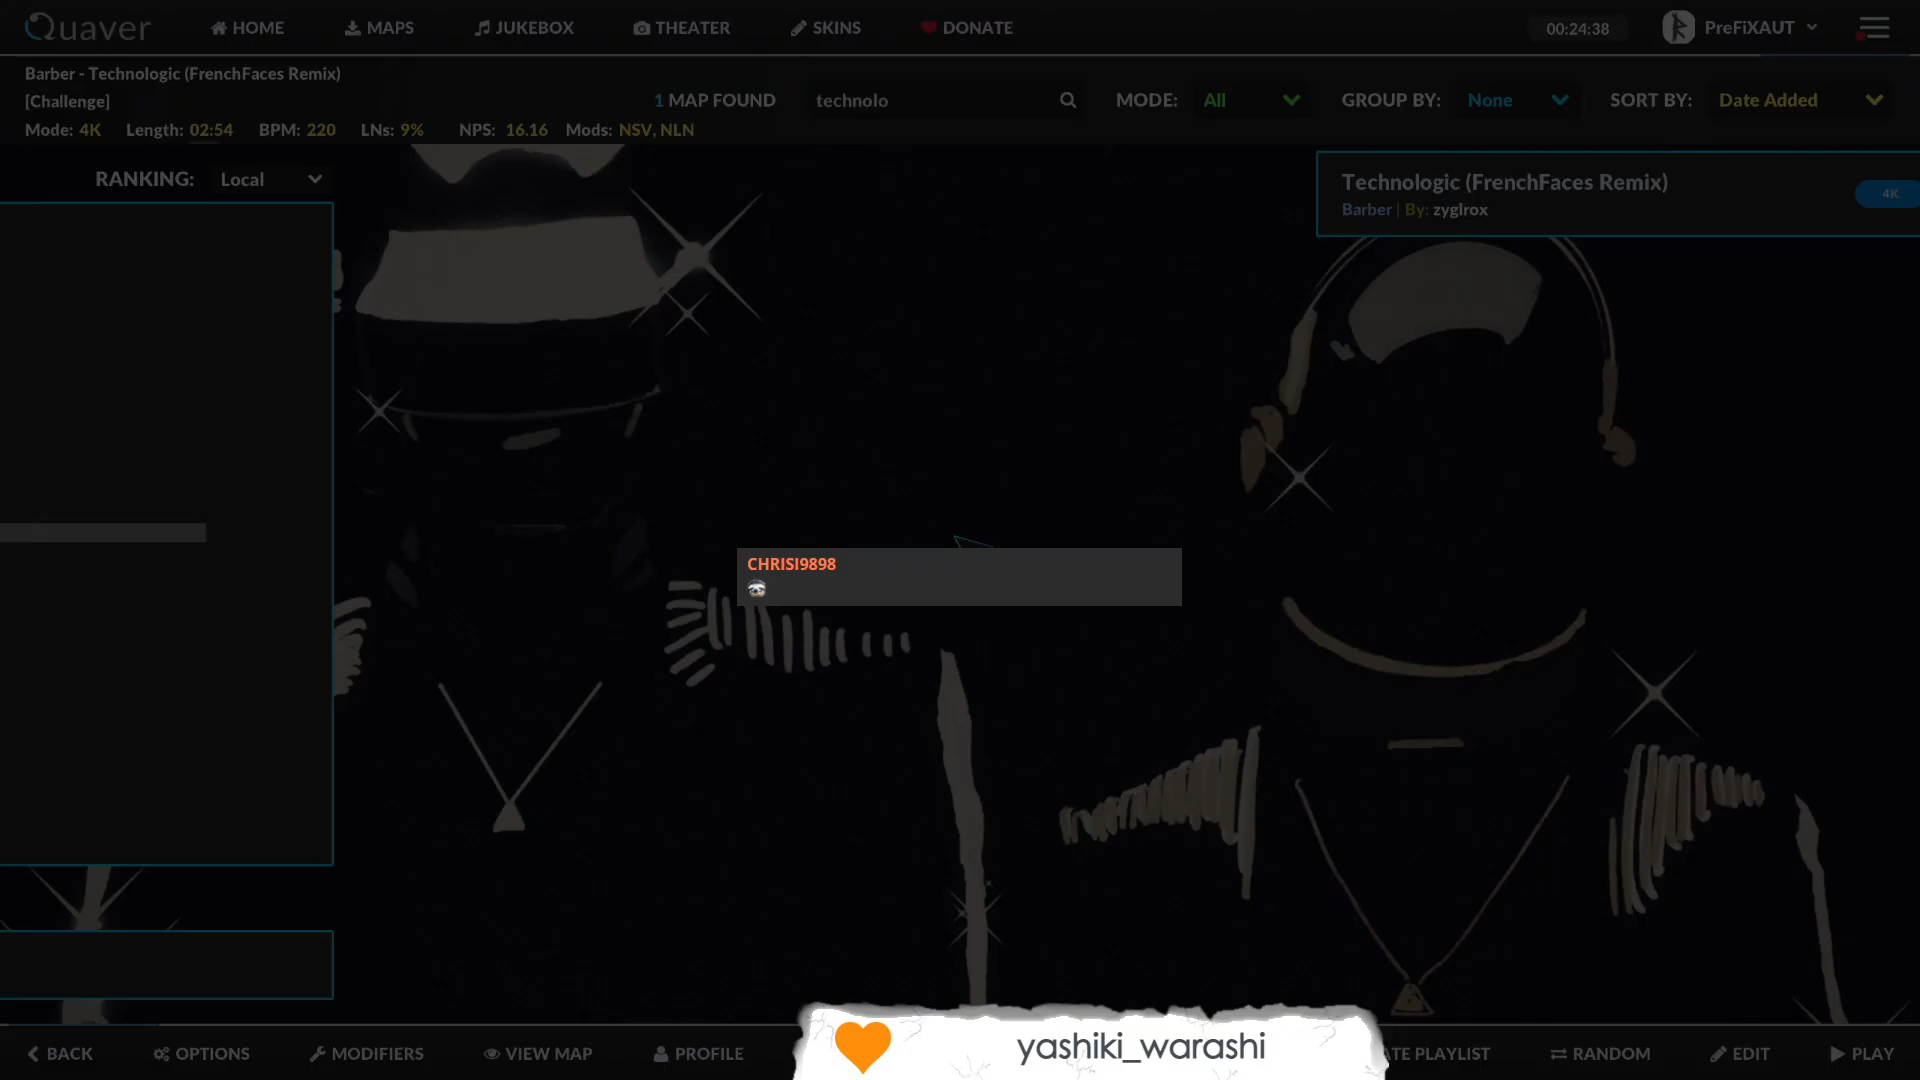 Quaver HOME MAPS JUKEBOX THEATER SKINS DONATE 00:24:38 PreFiXAUT
Barber - Technologic (FrenchFaces Remix)
[Challenge]
1 MAP FOUND technolo MODE: All GROUP BY: None SORT BY: Date Added
Mode: 4K Length: 02:54 BPM: 220 LNs: 9% NPS: 16.16 Mods: NSV, NLN
RANKING: Local
Technologic (FrenchFaces Remix)
Barber | By: zyglrox
4K
CHRISI9898
yashiki_warashi
BACK OPTIONS MODIFIERS VIEW MAP PROFILE ATE PLAYLIST RANDOM EDIT PLAY